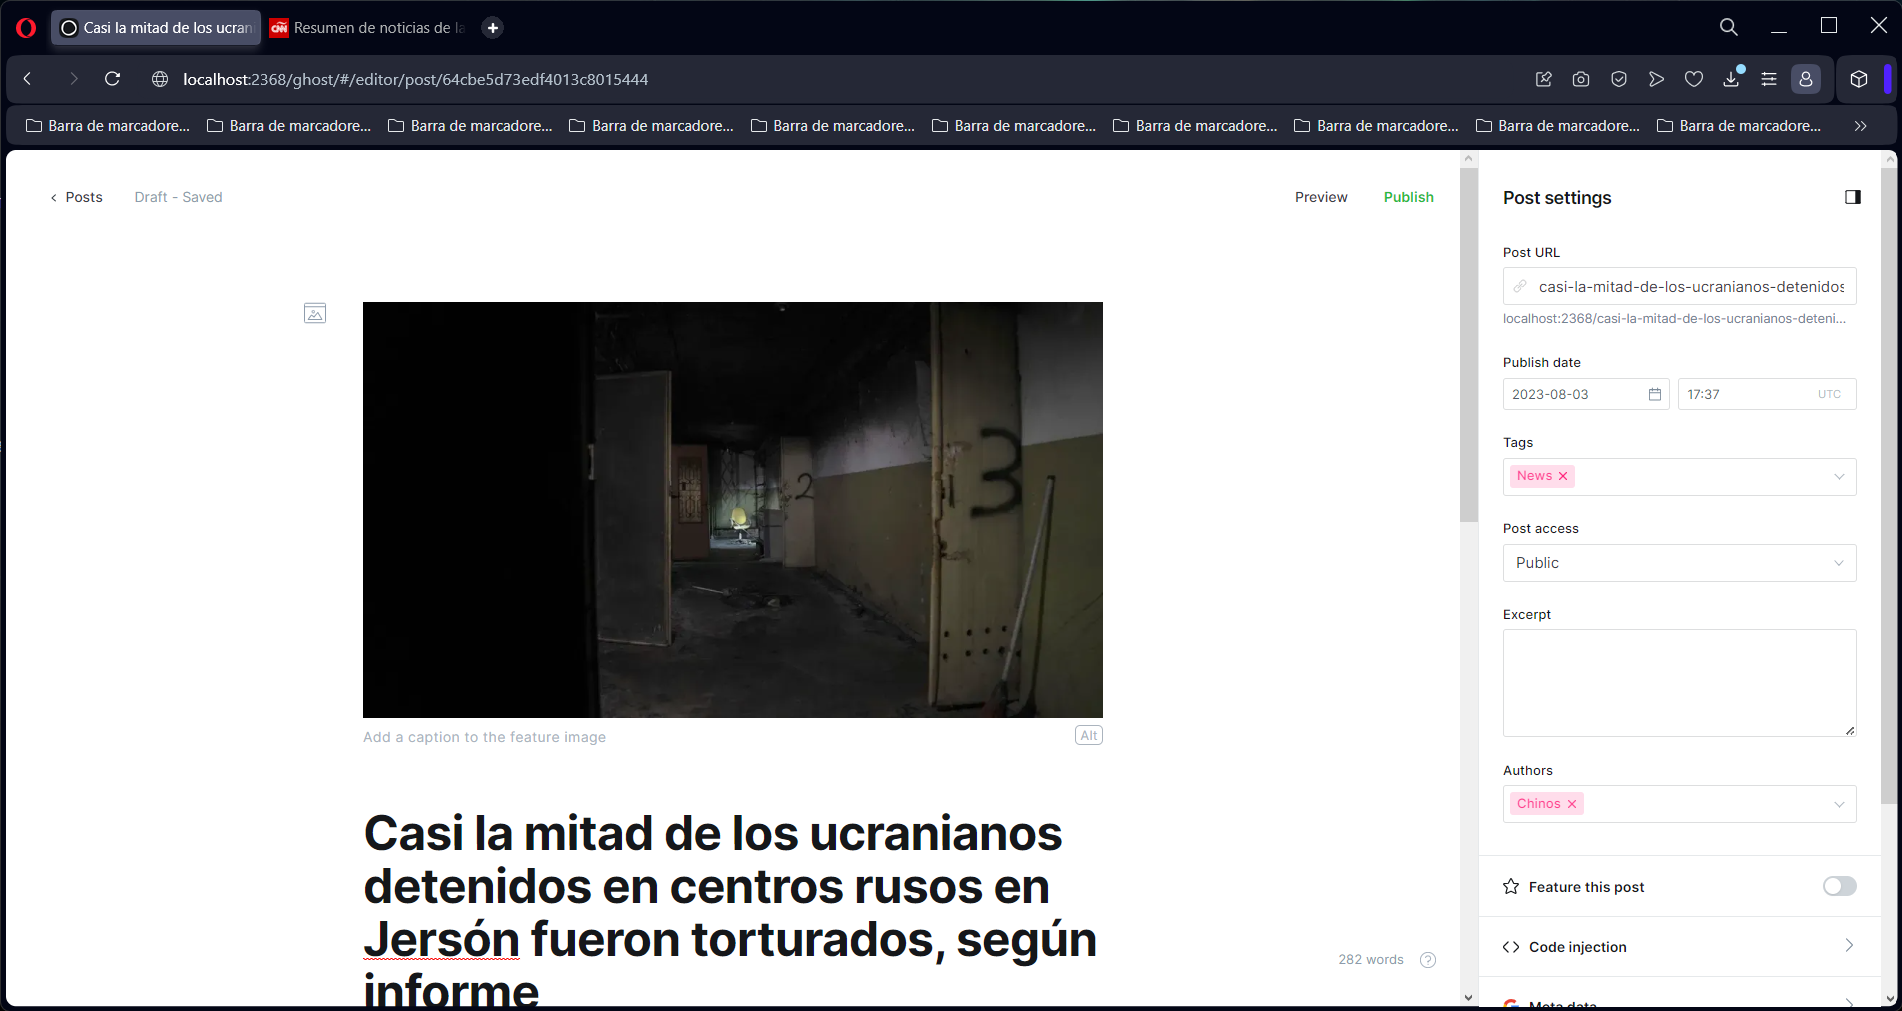 Casi la mitad de los ucran
CNN
Resumen de noticias de la
localhost:2368/ghost/#/editor/post/64cbe5d73edf4013c8015444
Barra de marcadore... Barra de marcadore... Barra de marcadore... Barra de marcadore... Barra de marcadore... Barra de marcadore... Barra de marcadore... Barra de marcadore... Barra de marcadore... Barra de marcadore...
Posts
Draft - Saved
Preview
Publish
2
3
Add a caption to the feature image
Alt
Casi la mitad de los ucranianos
detenidos en centros rusos en
Jersón fueron torturados, según
informe
282 words
Post settings
Post URL
casi-la-mitad-de-los-ucranianos-detenidos
localhost:2368/casi-la-mitad-de-los-ucranianos-deteni...
Publish date
2023-08-03
17:37 UTC
Tags
News
Post access
Public
Excerpt
Authors
Chinos
Feature this post
Code injection
Meta data